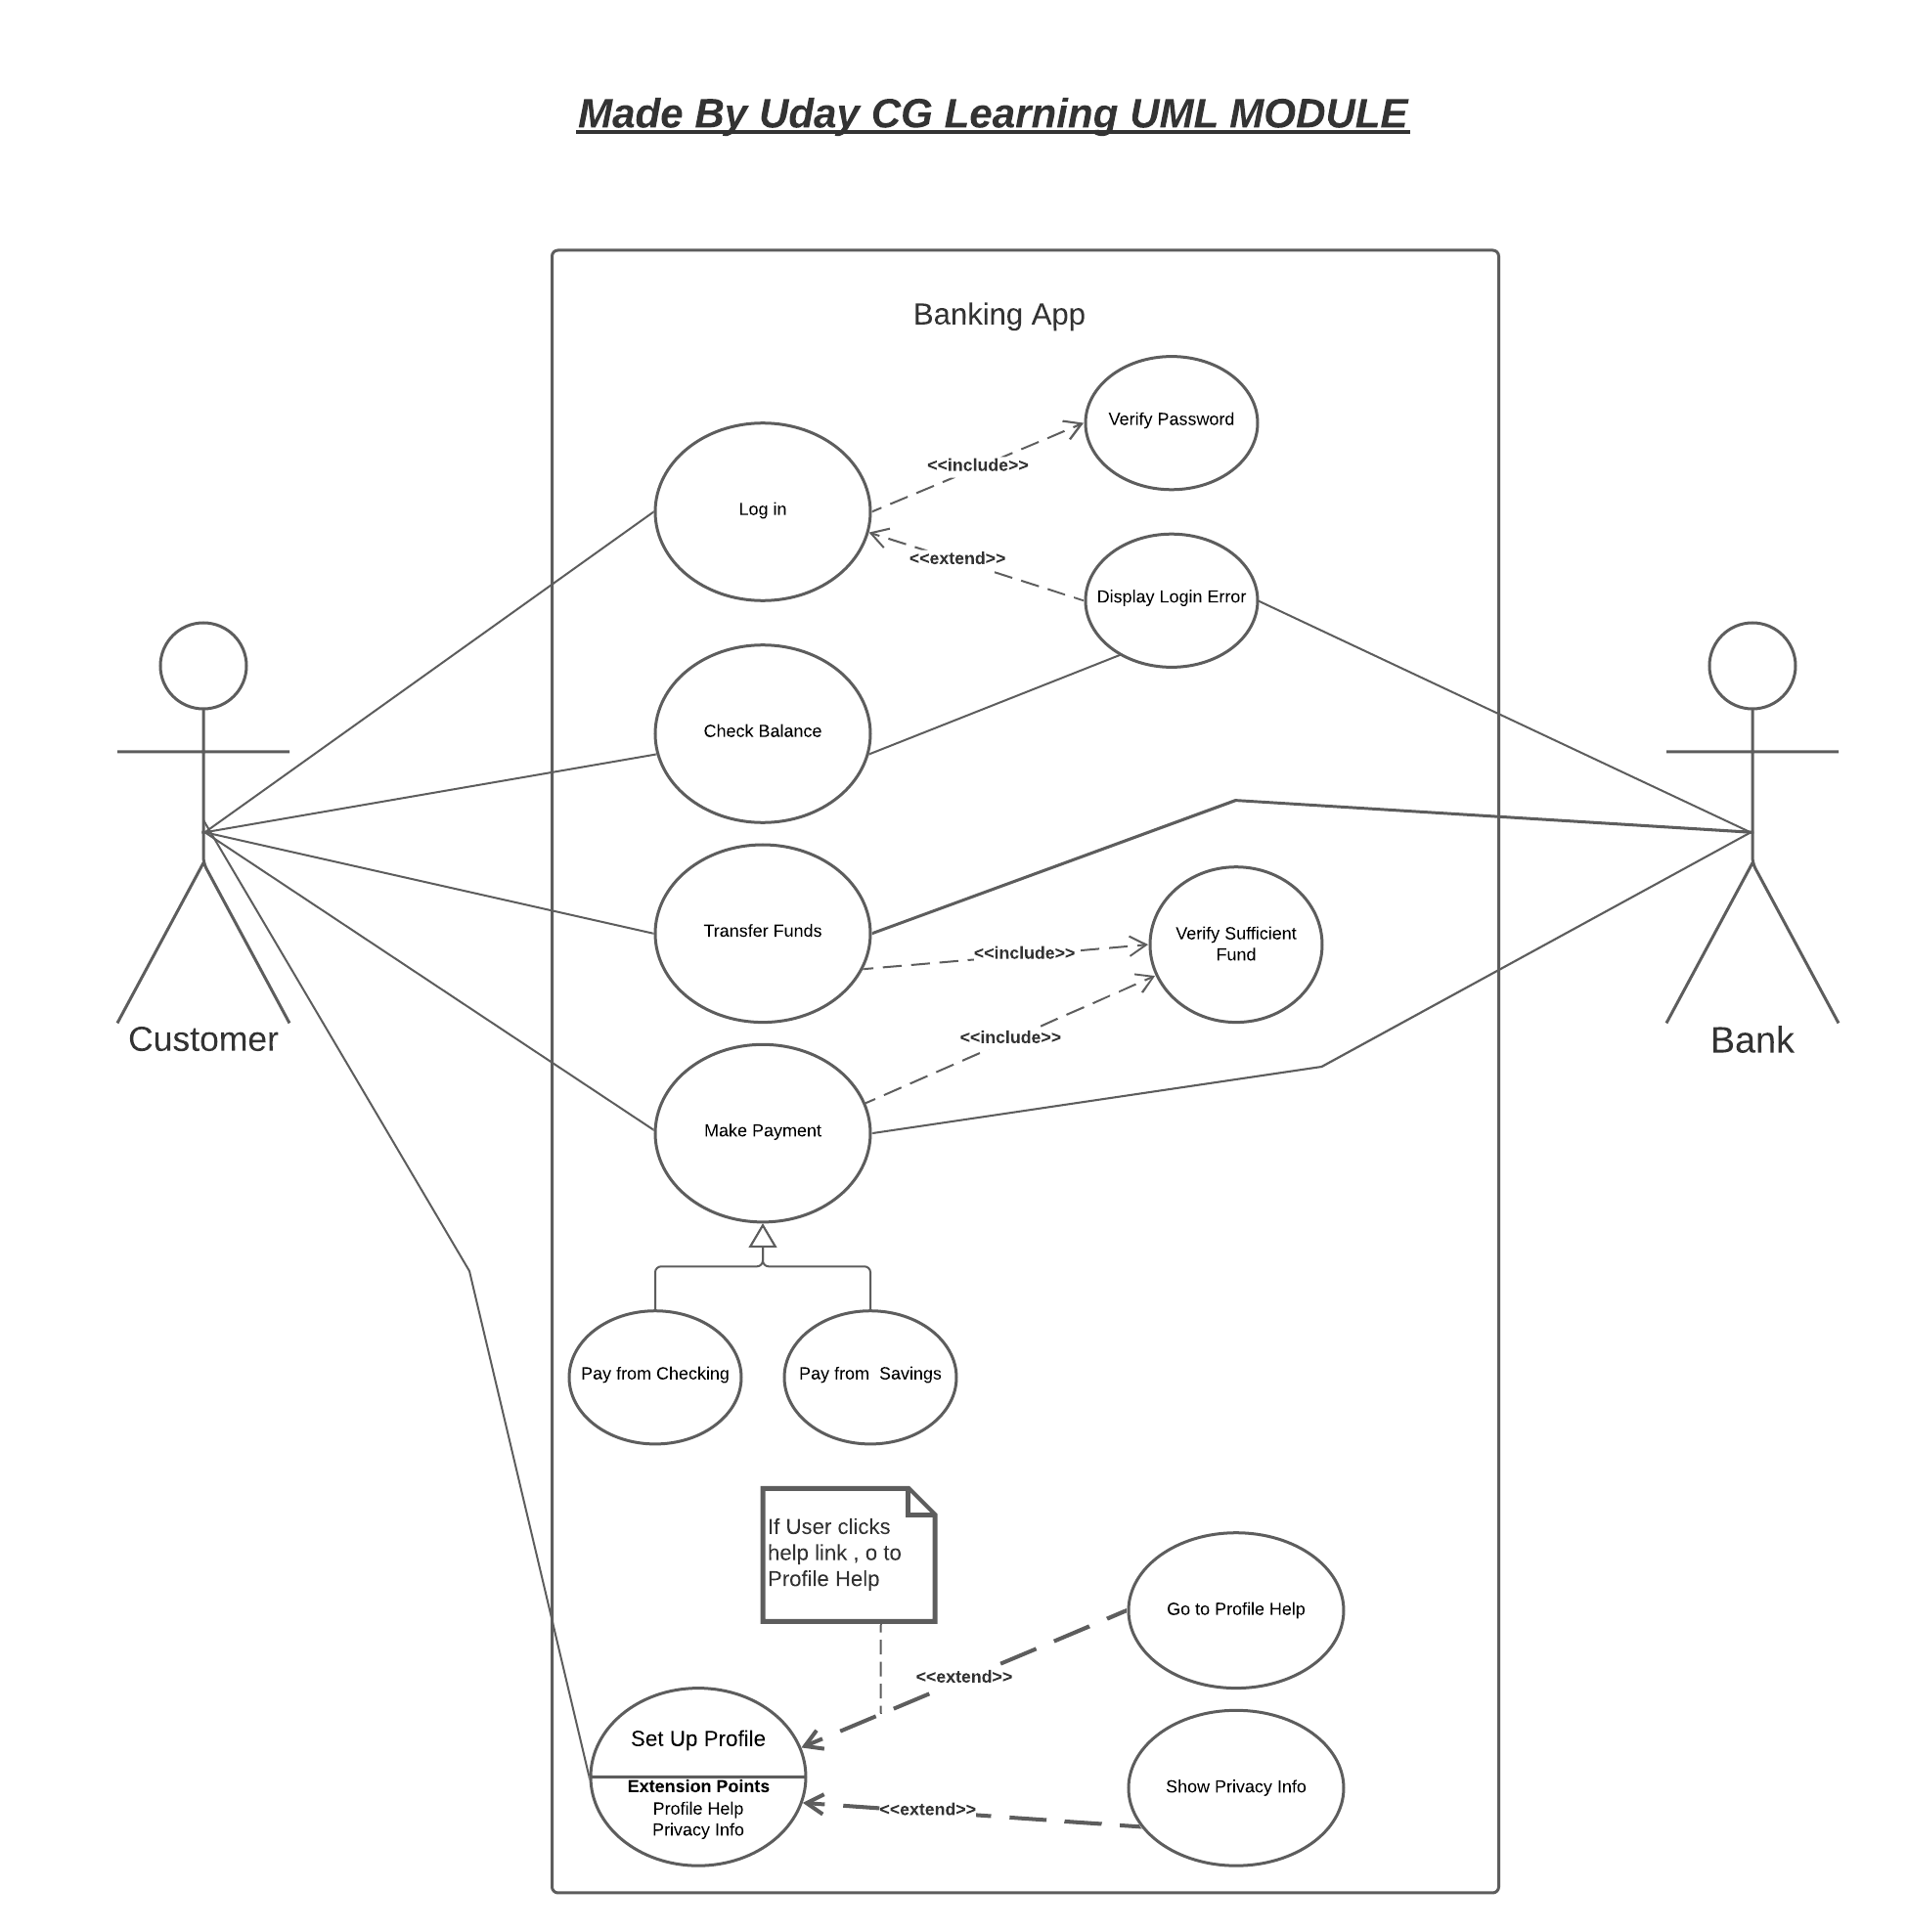 Made By Uday CG Learning UML MODULE
Banking App
Verify Password
<<include>>
Log in
<<extend>>
Display Login Error
Check Balance
Transfer Funds
Verify Sufficient
Fund
<<include>>
<<include>>
Customer
Bank
Make Payment
Pay from Checking
Pay from  Savings
If User clicks
help link , o to
Profile Help
Go to Profile Help
<<extend>>
Set Up Profile
Extension Points
Profile Help
Privacy Info
Show Privacy Info
<<extend>>